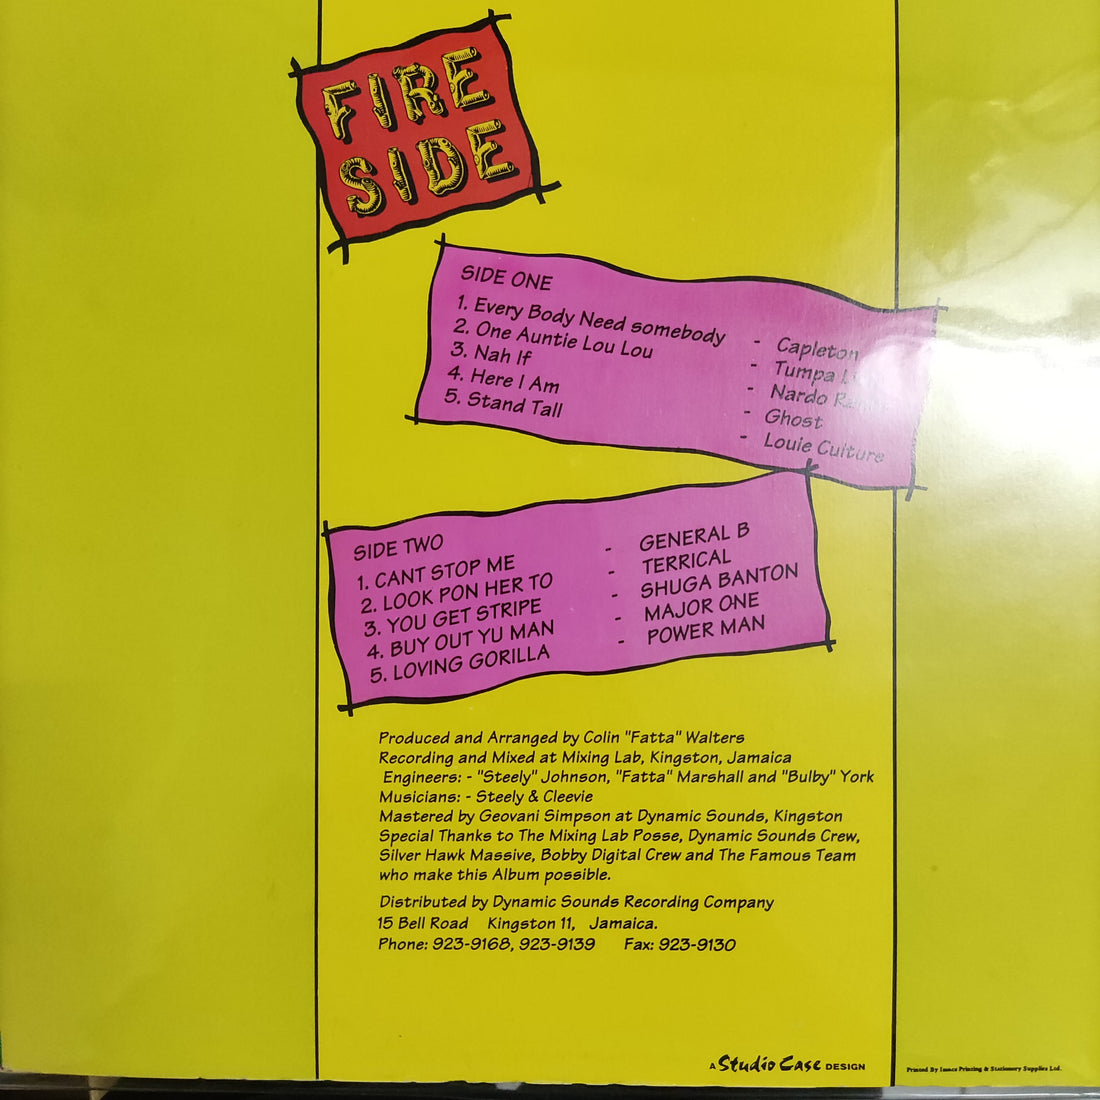 FIRE
SIDE
SIDE ONE
1. Every Body Need somebody - Capleton
2. One Auntie Lou Lou - Tumpa
3. Nah If - Nardo
4. Here I Am - Ghost
5. Stand Tall - Louie Culture
SIDE TWO
1. CANT STOP ME - GENERAL B
2. LOOK PON HER TO - TERRICAL
3. YOU GET STRIPE - SHUGA BANTON
4. BUY OUT YU MAN - MAJOR ONE
5. LOVING GORILLA - POWER MAN
Produced and Arranged by Colin "Fatta" Walters
Recording and Mixed at Mixing Lab, Kingston, Jamaica
Engineers: - "Steely" Johnson, "Fatta" Marshall and "Bulby" York
Musicians: - Steely & Cleevie
Mastered by Geovani Simpson at Dynamic Sounds, Kingston
Special Thanks to The Mixing Lab Posse, Dynamic Sounds Crew,
Silver Hawk Massive, Bobby Digital Crew and The Famous Team
who make this Album possible.
Distributed by Dynamic Sounds Recording Company
15 Bell Road Kingston 11, Jamaica.
Phone: 923-9168, 923-9139 Fax: 923-9130
A Studio Case DESIGN
Printed By Printing & Stationery Supplies Ltd.